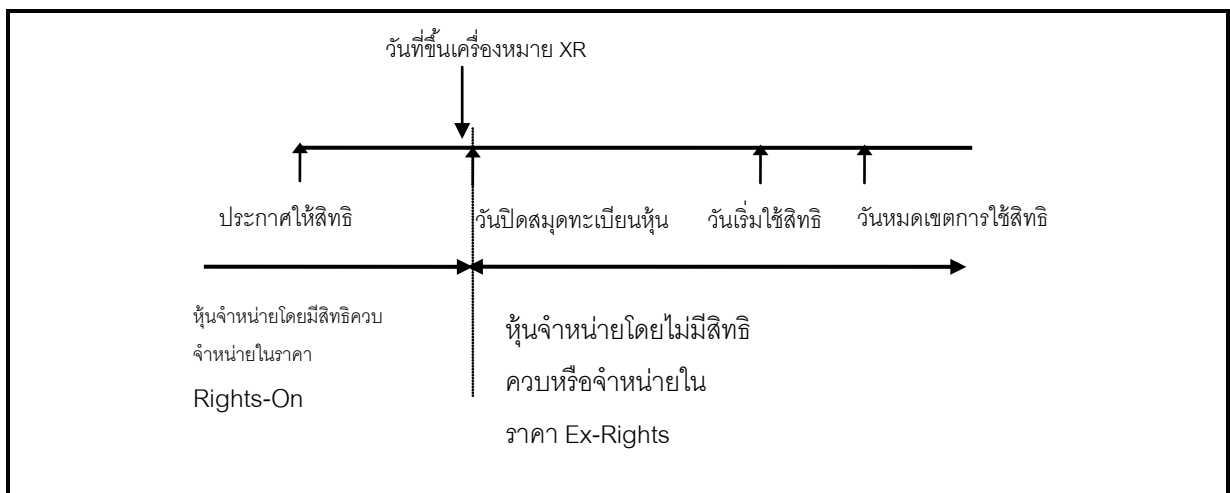 วันที่ขึ้นเครื่องหมาย XR
ประกาศให้สิทธิ
วันปิดสมุดทะเบียนหุ้น
วันเริ่มใช้สิทธิ
วันหมดเขตการใช้สิทธิ
หุ้นจำหน่ายโดยมีสิทธิควบ
จำหน่ายในราคา
Rights-On
หุ้นจำหน่ายโดยไม่มีสิทธิ
ควบหรือจำหน่ายใน
ราคา Ex-Rights